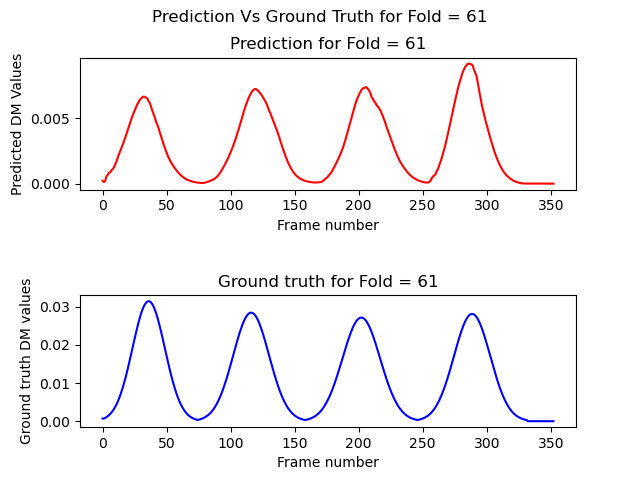 Prediction Vs Ground Truth for Fold = 61
Prediction for Fold = 61
Predicted DM Values
0.005
0.000
0 50 100 150 200 250 300 350
Frame number
Ground truth for Fold = 61
Ground truth DM values
0.03
0.02
0.01
0.00
0 50 100 150 200 250 300 350
Frame number